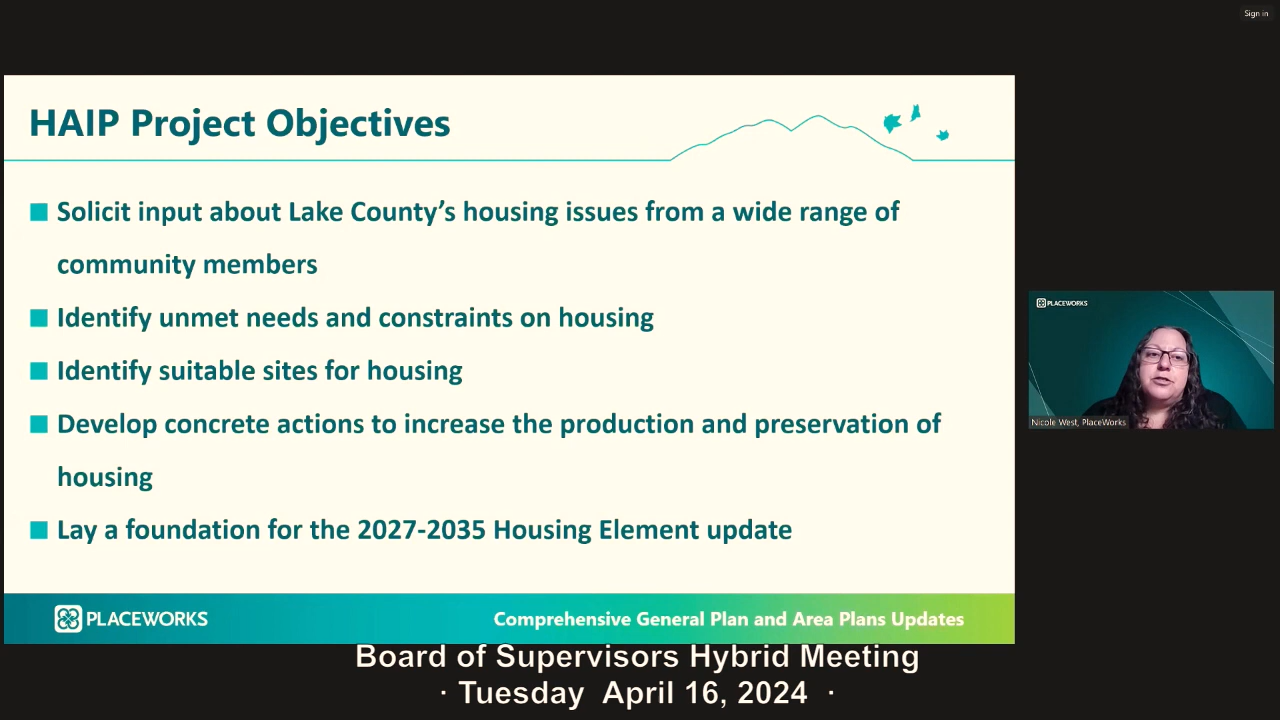 Sign in
HAIP Project Objectives
Solicit input about Lake County's housing issues from a wide range of
community members
Identify unmet needs and constraints on housing
Identify suitable sites for housing
Develop concrete actions to increase the production and preservation of
housing
Lay a foundation for the 2027-2035 Housing Element update
PLACEWORKS
Nicole West, PlaceWorks
PLACEWORKS
Comprehensive General Plan and Area Plans Updates
Board of Supervisors Hybrid Meeting
· Tuesday April 16, 2024 ·